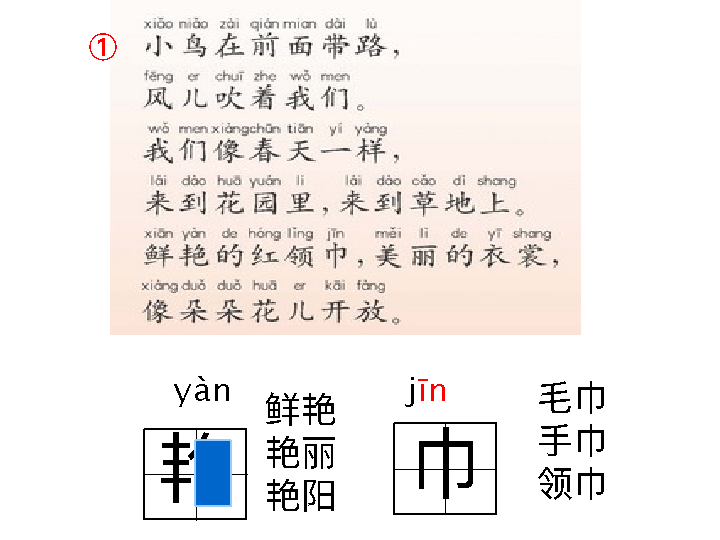 ①
xiǎo niǎo zài qián mian dài lù
小鸟在前面带路，
fēng er chuī zhe wǒ men
风儿吹着我们。
wǒ men xiàng chūn tiān yí yàng
我们像春天一样，
lái dào huā yuán li lái dào cǎo dì shang
来到花园里，来到草地上。
xiān yàn de hóng lǐng jīn měi lì de yī shang
鲜艳的红领巾，美丽的衣裳，
xiàng duǒ duǒ huā er kāi fàng
像朵朵花儿开放。
yàn
鲜艳
艳丽
艳阳
jīn
巾
毛巾
手巾
领巾